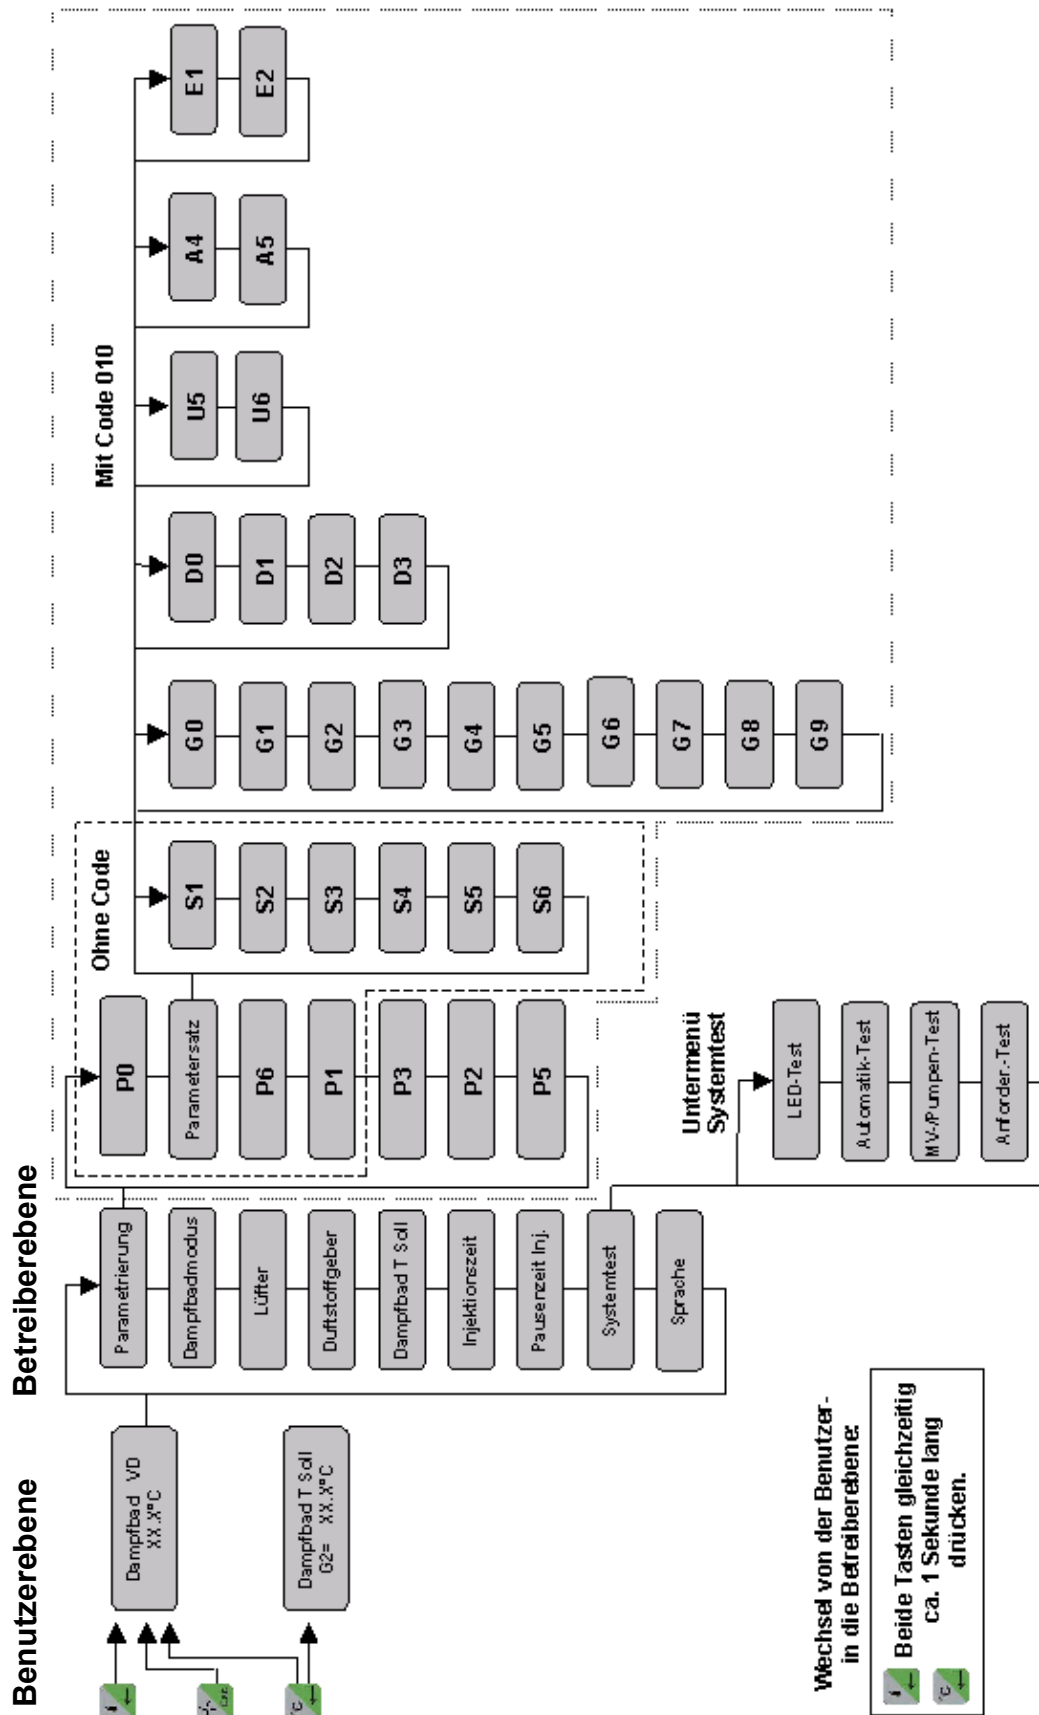 Benutzerebene
Betreiberebene
Dampfbad VD
XX.X°C
Dampfbad T Soll
G2= XX.X°C
Parametrierung
Dampfbadmodus
Lüfter
Duftstoffgeber
Dampfbad T Soll
Injektionszeit
Pausenzeit Inj.
Systemtest
Sprache
P0
Parametersatz
P6
P1
P3
P2
P5
Ohne Code
S1
S2
S3
S4
S5
S6
Mit Code 010
G0
G1
G2
G3
G4
G5
G6
G7
G8
G9
D0
D1
D2
D3
U5
U6
A4
A5
E1
E2
Untermenü
Systemtest
LED-Test
Automatik-Test
MV-/Pumpen-Test
Anforder.-Test
Wechsel von der Benutzer-
in die Betreiberebene:
Beide Tasten gleichzeitig
ca. 1 Sekunde lang
drücken.
°C
°C